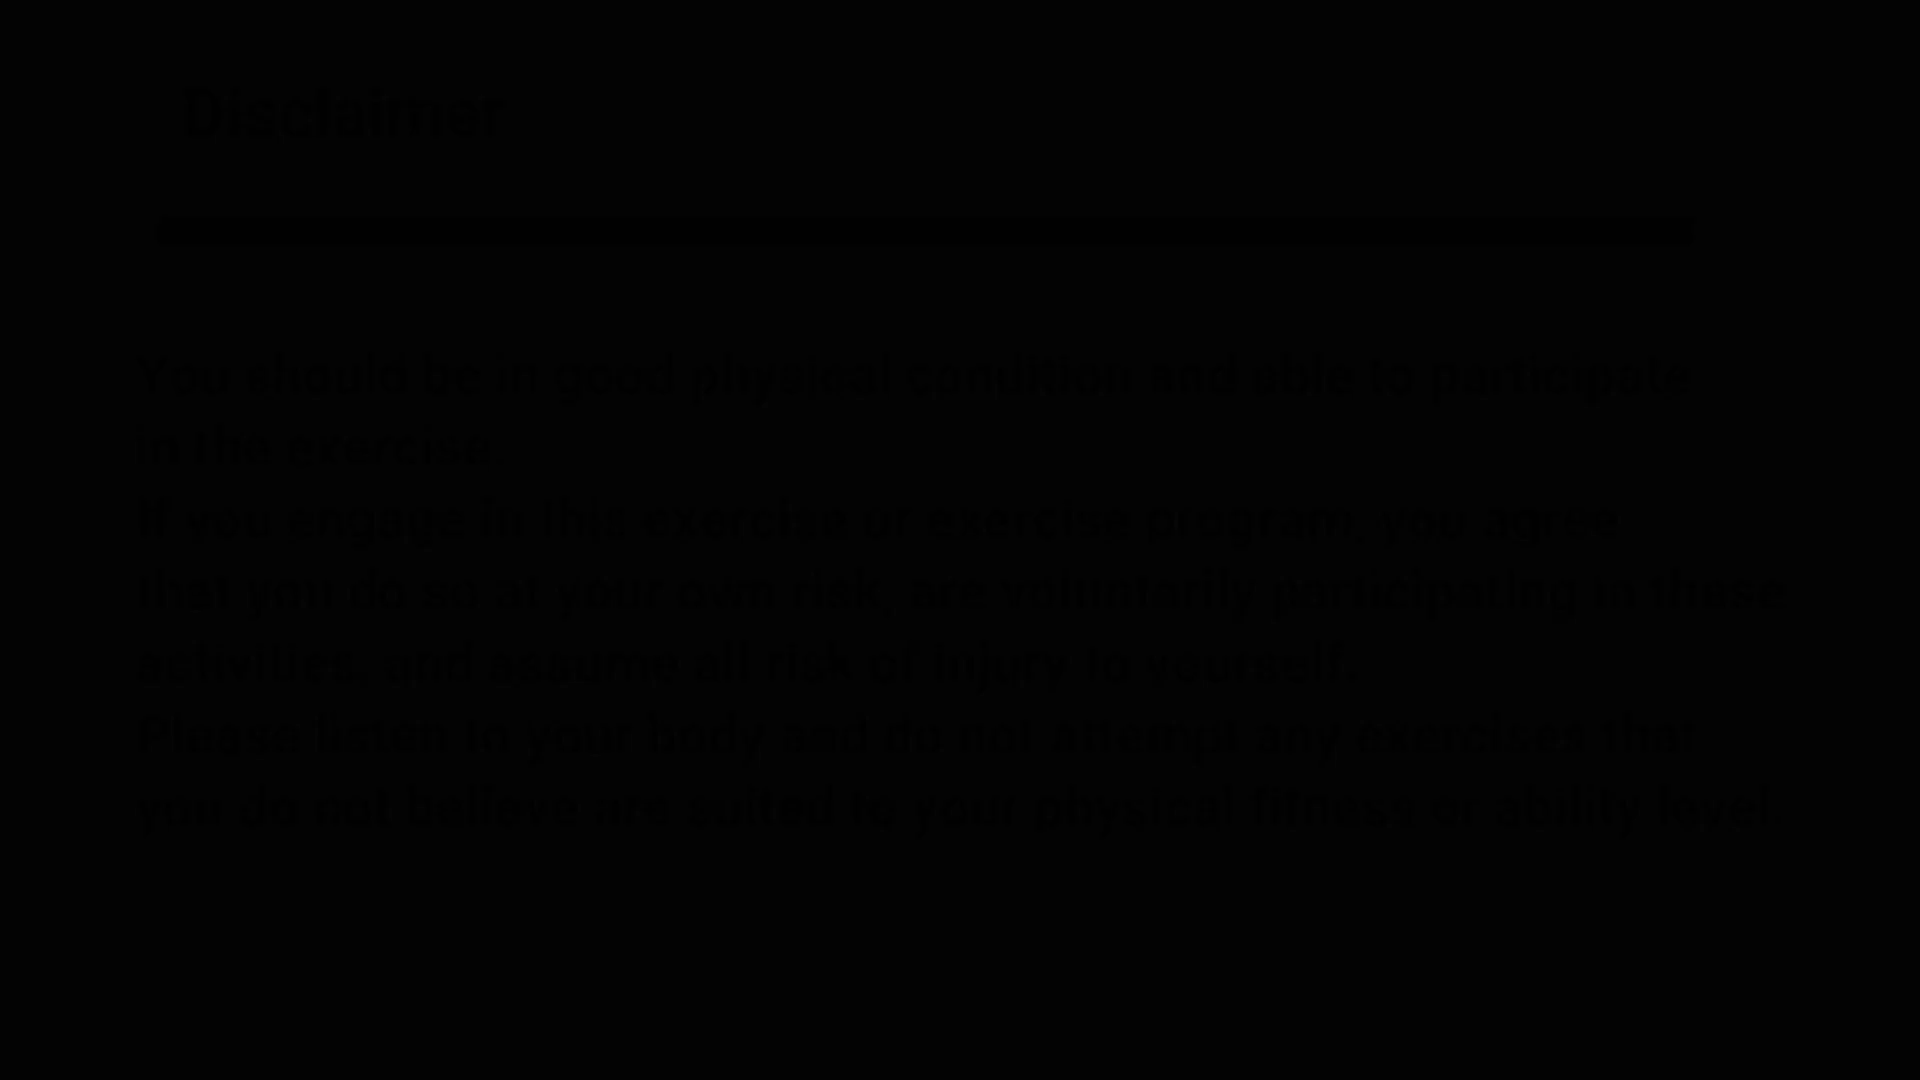 Disclaimer
You should be in good physical condition and able to participate
in the exercise.
If you engage in this exercise or exercise program, you agree
that you do so at your own risk, are voluntarily participating in these
activities, and assume all risk of injury to yourself.
Please listen to your body and do not attempt any exercises that
you do not believe are suited to your physical fitness or ability level.